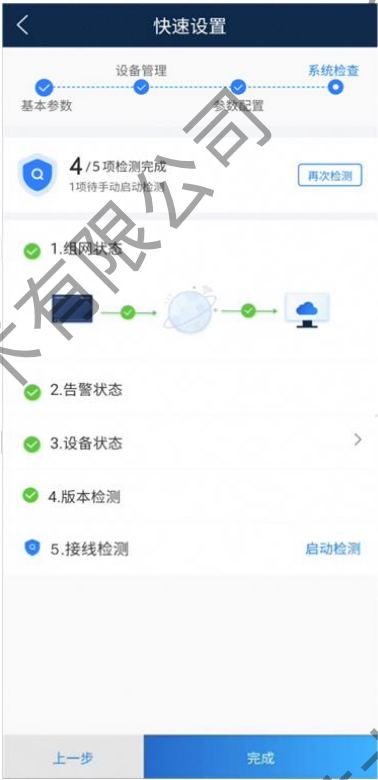 快速设置
设备管理
系统检查
基本参数
参数配置
4/5项检测完成
1项待手动启动检测
再次检测
1.组网状态
2.告警状态
3.设备状态
4.版本检测
5.接线检测
启动检测
上一步
完成
术有限公司